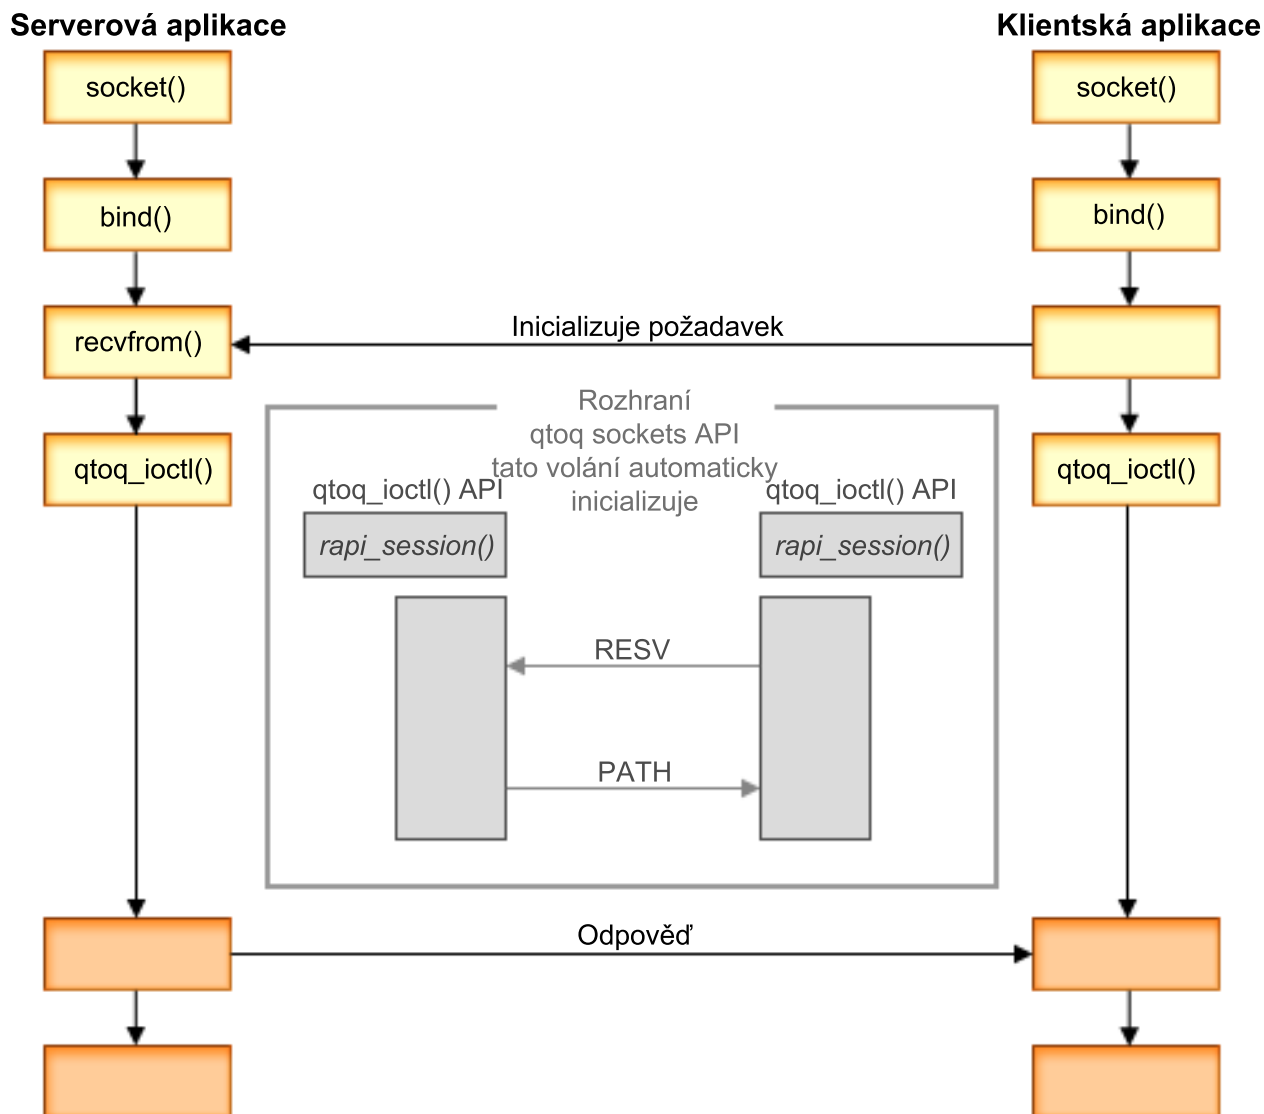 Serverová aplikace
Klientská aplikace
socket()
socket()
bind()
bind()
recvfrom()
Inicializuje požadavek
qtoq_ioctl()
qtoq_ioctl()
Rozhraní
qtoq sockets API
tato volání automaticky
inicializuje
qtoq_ioctl() API
qtoq_ioctl() API
rapi_session()
rapi_session()
RESV
PATH
Odpověď